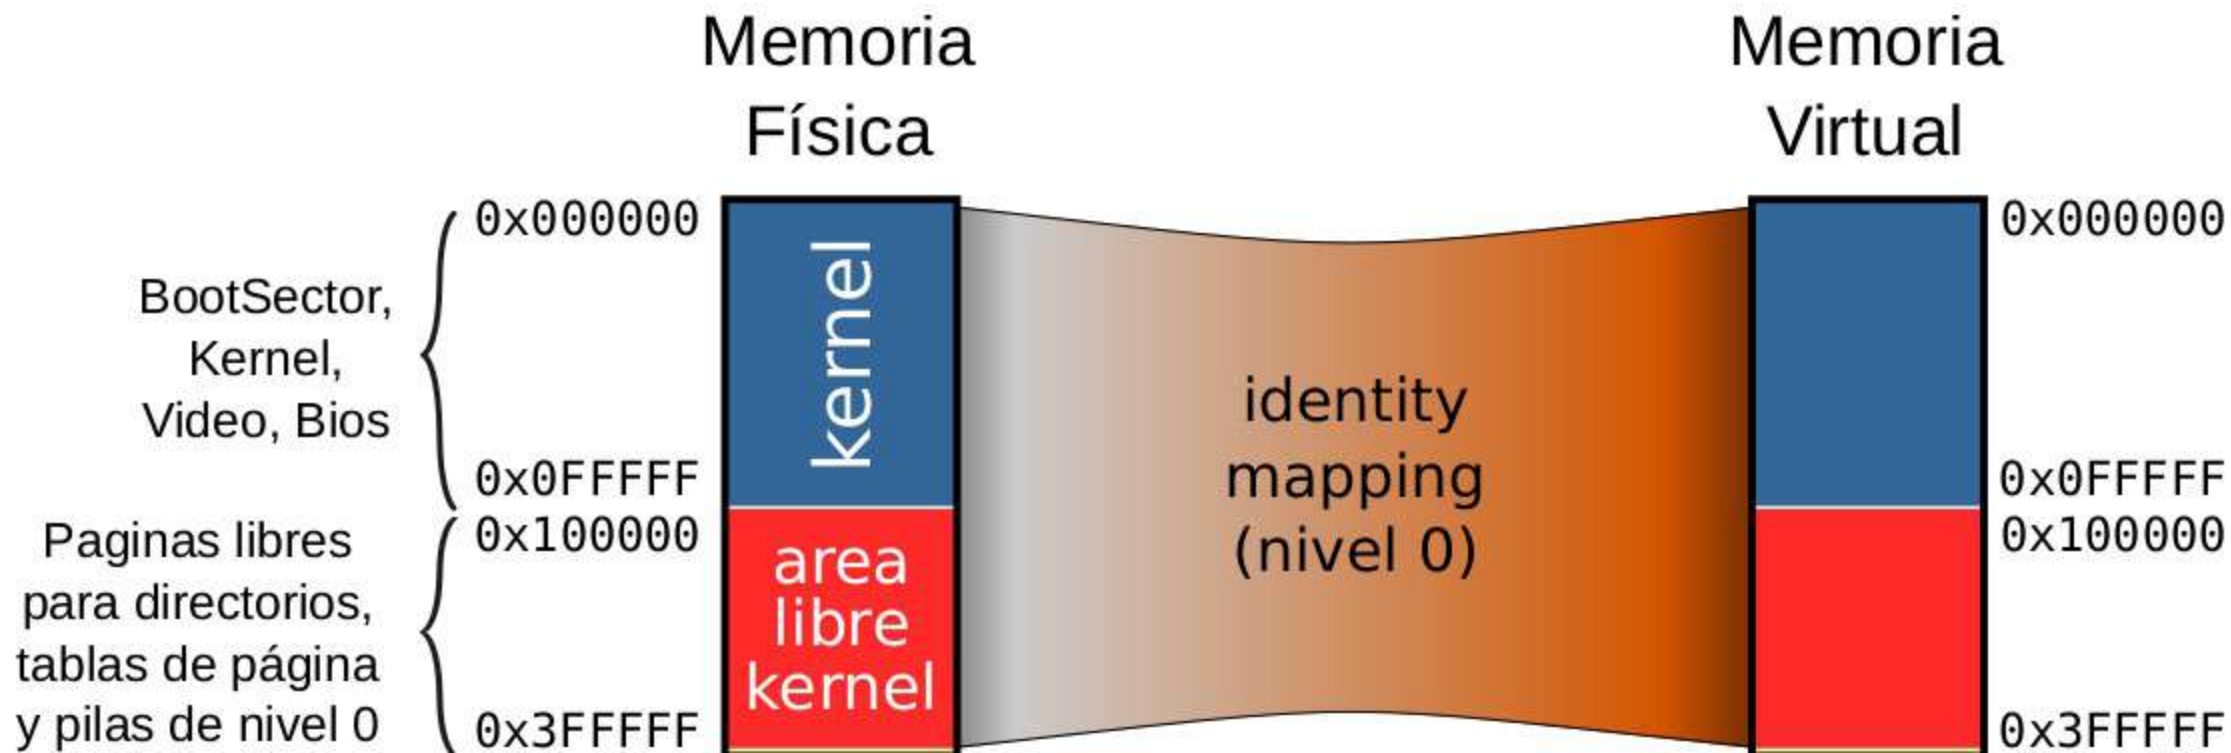 Memoria
Física
Memoria
Virtual
BootSector,
Kernel,
Video, Bios
0x000000
0x0FFFFF
kernel
Paginas libres
para directorios,
tablas de página
y pilas de nivel 0
0x100000
0x3FFFFF
area
libre
kernel
identity
mapping
(nivel 0)
0x000000
0x0FFFFF
0x100000
0x3FFFFF